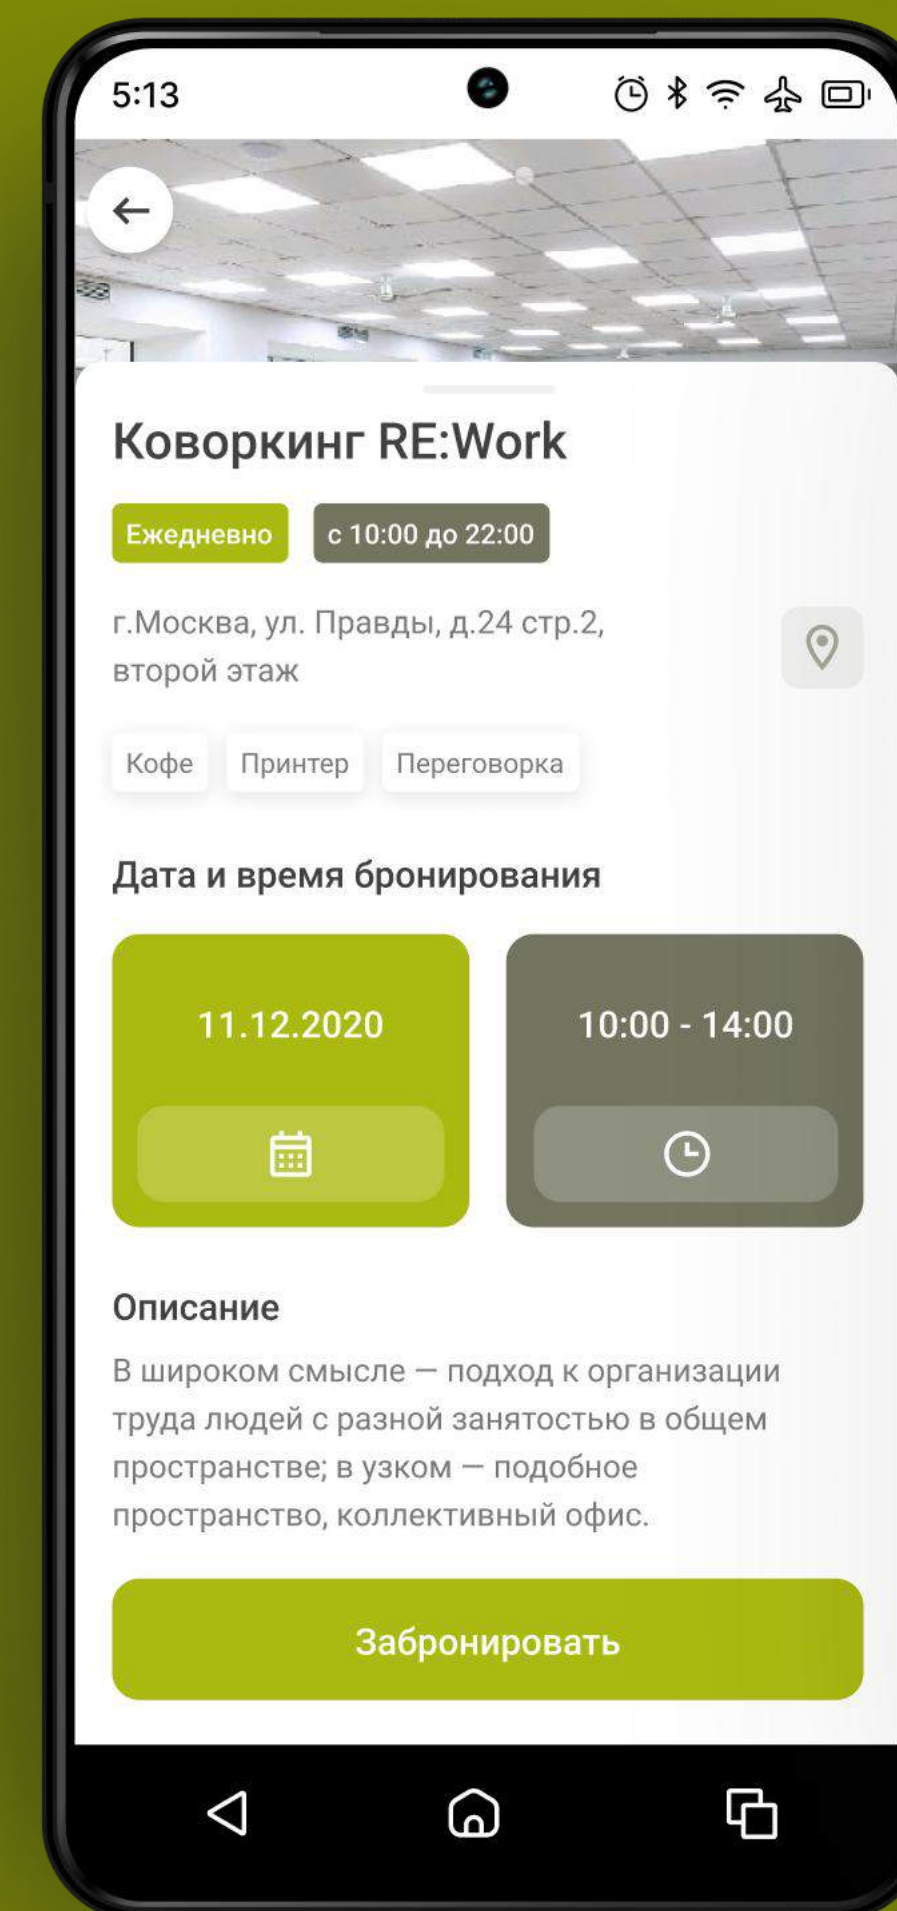 5:13
Коворкинг RE:Work
Ежедневно
с 10:00 до 22:00
г.Москва, ул. Правды, д.24 стр.2,
второй этаж
Кофе
Принтер
Переговорка
Дата и время бронирования
11.12.2020
10:00 - 14:00
Описание
В широком смысле — подход к организации
труда людей с разной занятостью в общем
пространстве; в узком — подобное
пространство, коллективный офис.
Забронировать